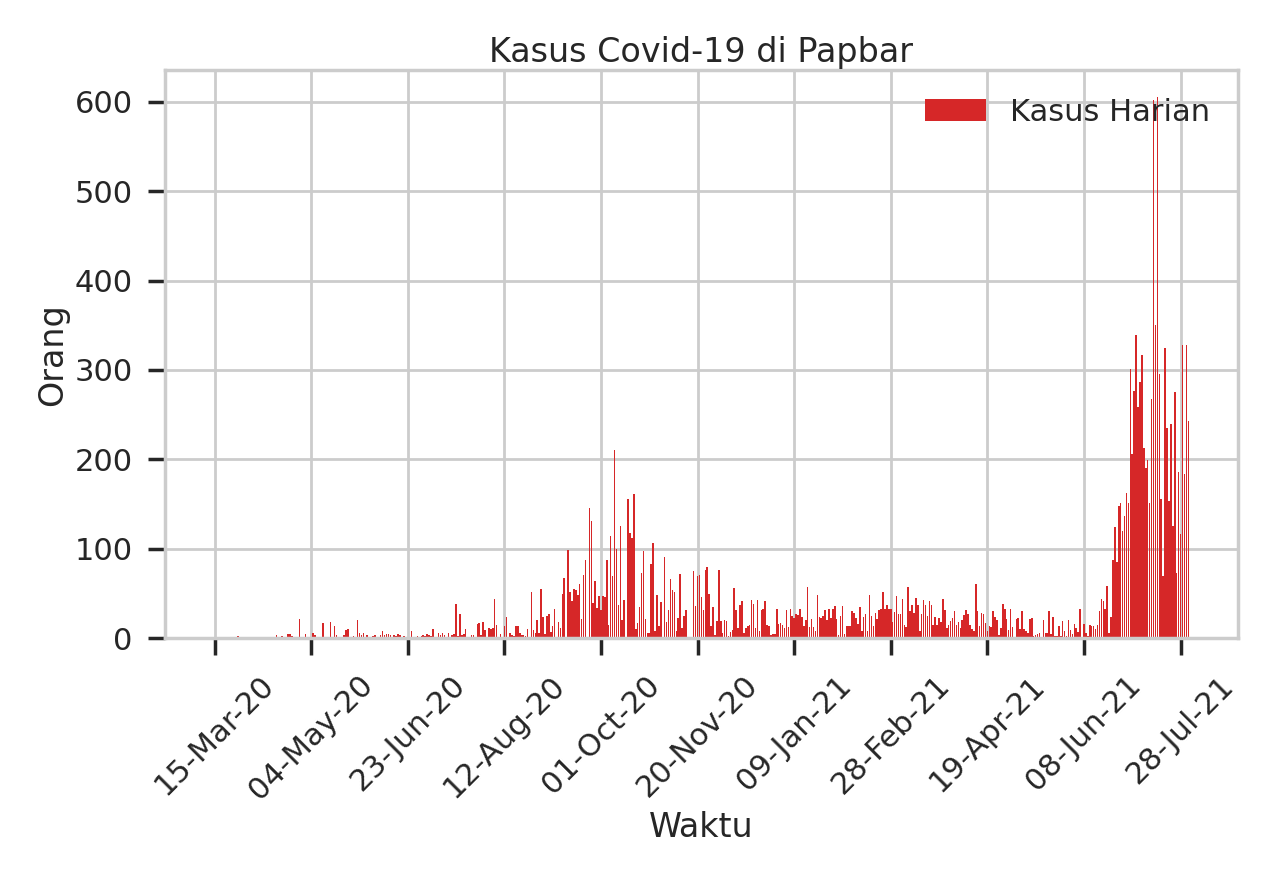 Kasus Covid-19 di Papbar
Kasus Harian
Orang
600
500
400
300
200
100
0
15-Mar-20
04-May-20
23-Jun-20
12-Aug-20
01-Oct-20
20-Nov-20
09-Jan-21
28-Feb-21
19-Apr-21
08-Jun-21
28-Jul-21
Waktu